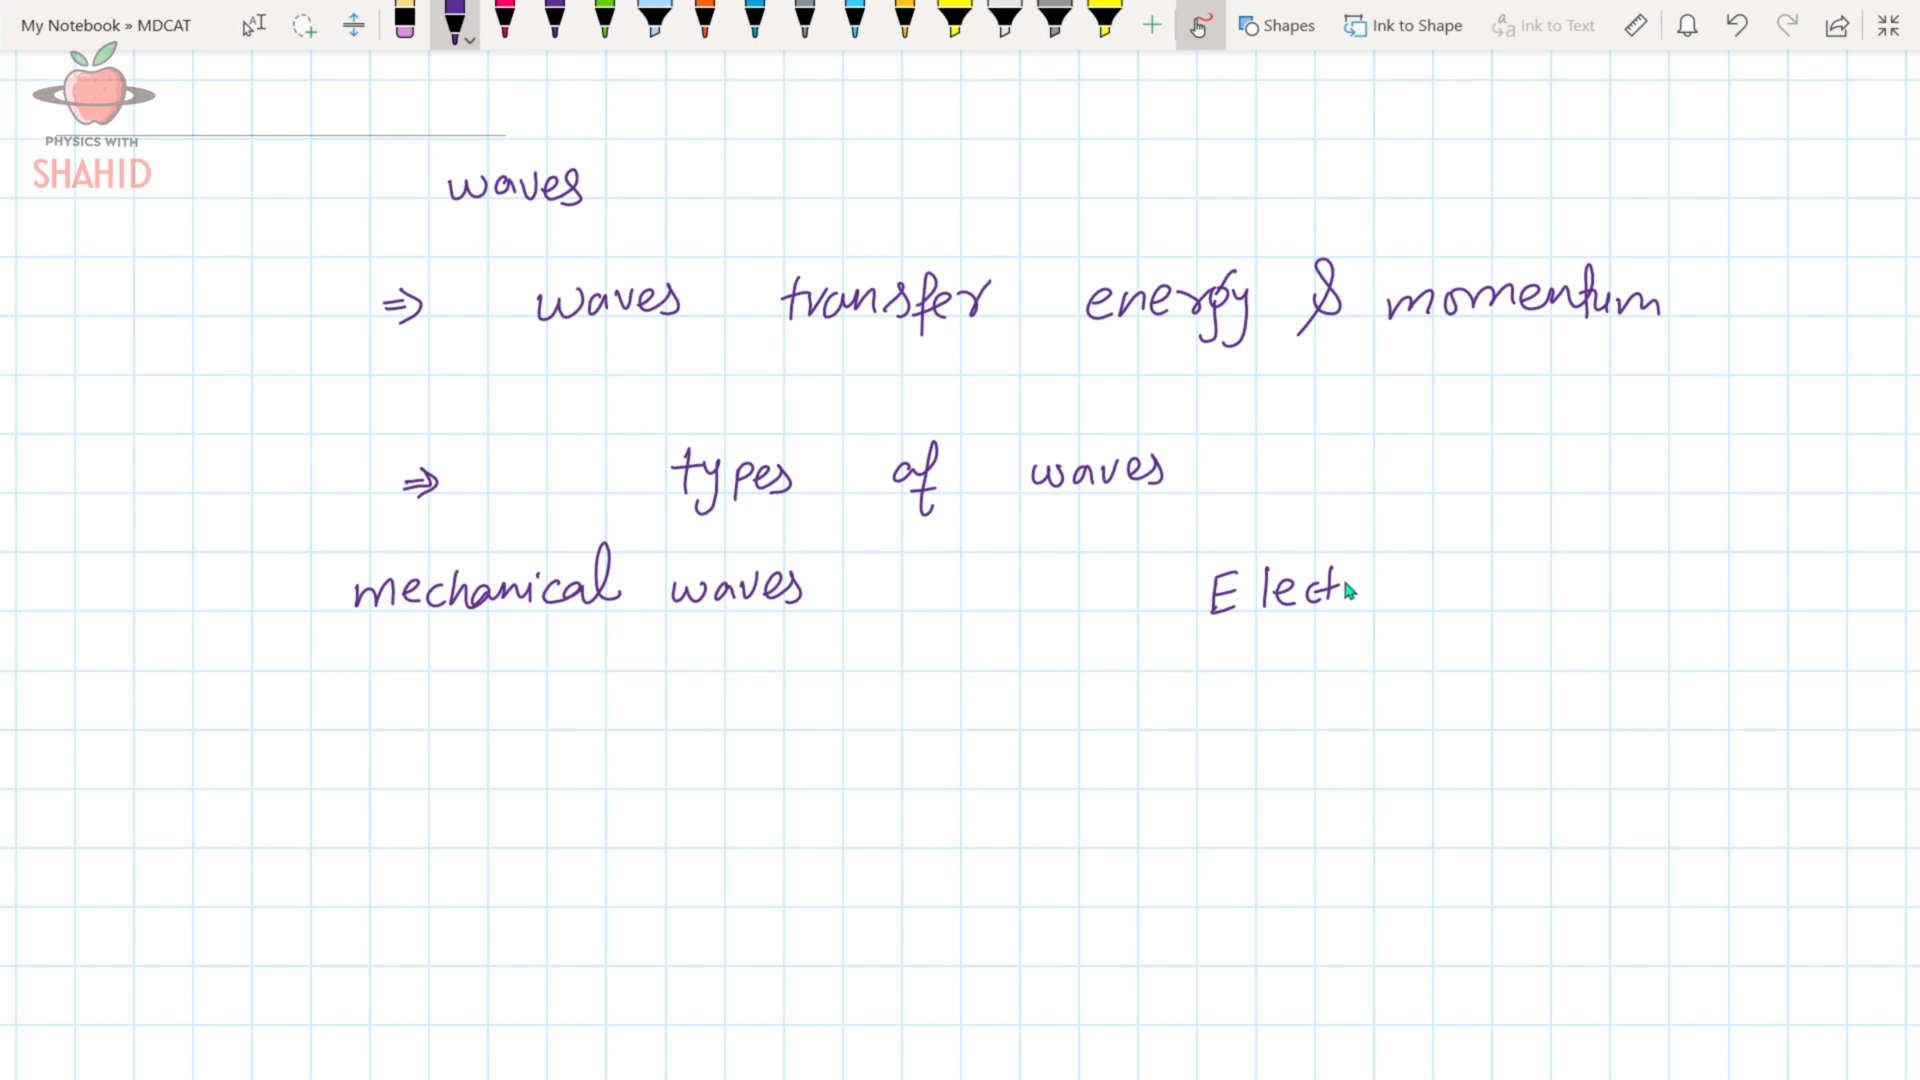 My Notebook » MDCAT
Shapes Ink to Shape Ink to Text
PHYSICS WITH
SHAHID
waves
⇒ waves transfer energy & momentum
⇒ types of waves
mechanical waves Elect